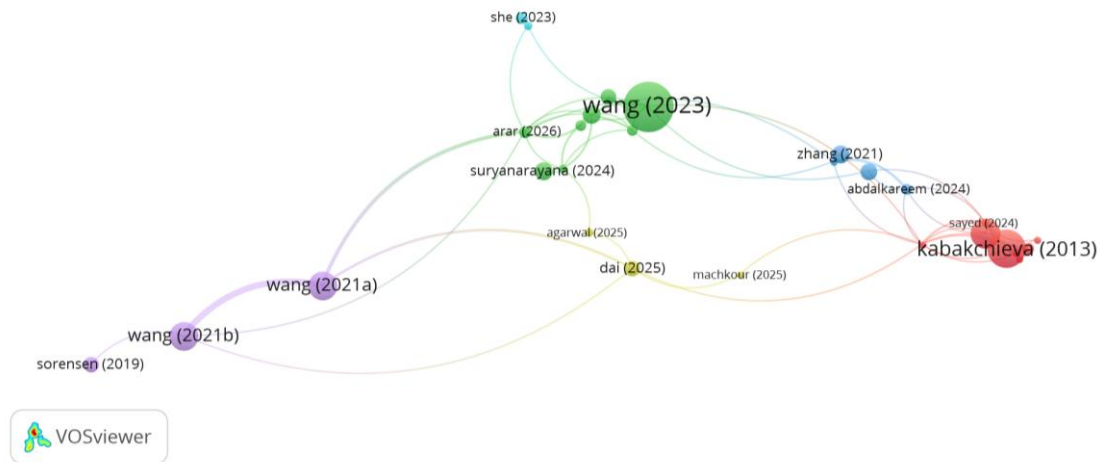 she (2023)
wang (2023)
arar (2026)
zhang (2021)
suryanarayana (2024)
abdalkareem (2024)
sayed (2024)
agarwal (2025)
kabakchieva (2013)
dai (2025)
machkour (2025)
wang (2021a)
wang (2021b)
sorensen (2019)
VOSviewer